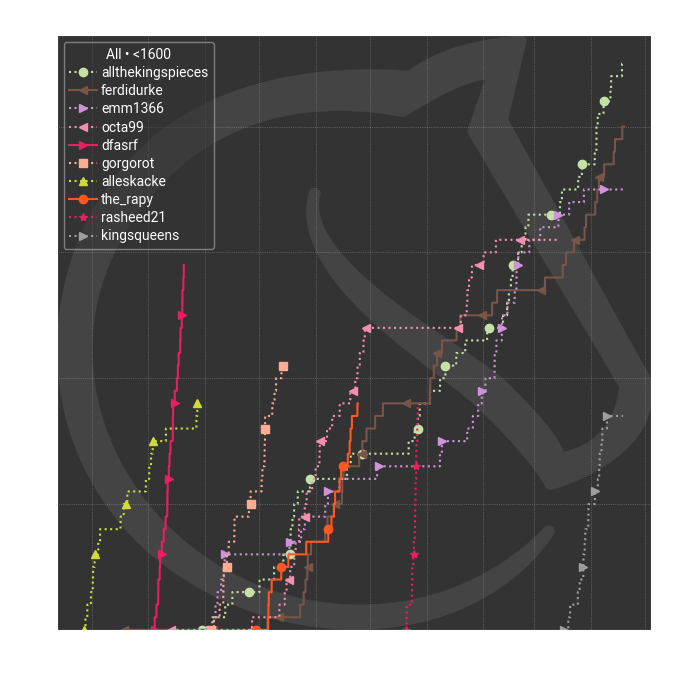 All • <1600
allthekingspieces
ferdidurke
emm1366
octa99
dfasrf
gorgorot
alleskacke
the_rapy
rasheed21
kingsqueens